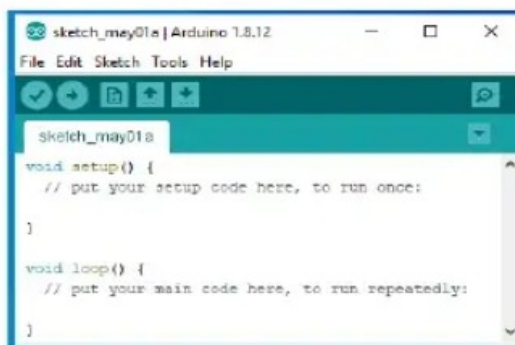 sketch_may01a | Arduino 1.8.12
File Edit Sketch Tools Help
sketch_may01a
void setup() {
// put your setup code here, to run once:
}
void loop() {
// put your main code here, to run repeatedly:
}